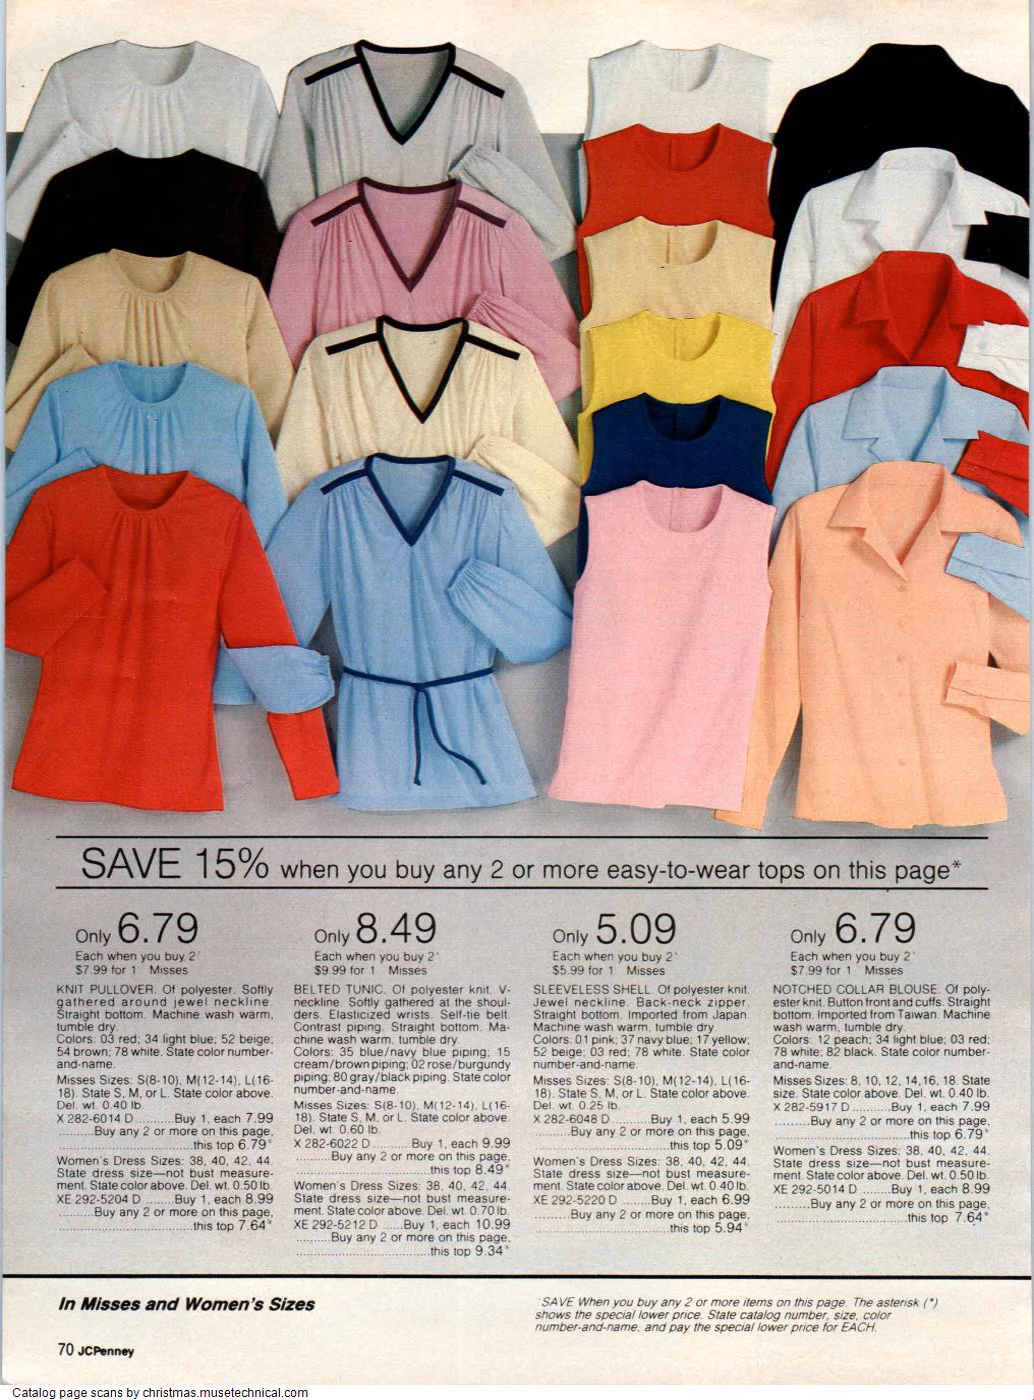 SAVE 15% when you buy any 2 or more easy-to-wear tops on this page*
Only 6.79
Each when you buy 2*
$7.99 for 1 Misses
KNIT PULLOVER. Of polyester. Softly
gathered around jewel neckline.
Straight bottom. Machine wash warm,
tumble dry.
Colors: 03 red; 34 light blue; 52 beige;
54 brown; 78 white. State color number-
and-name.
Misses Sizes: S(8-10), M(12-14), L(16-
18). State S, M, or L. State color above.
Del. wt. 0.40 lb.
X 282-6014 D ..........Buy 1, each 7.99
.........Buy any 2 or more on this page,
....................................this top 6.79*
Women's Dress Sizes: 38, 40, 42, 44.
State dress size—not bust measure-
ment. State color above. Del. wt. 0.50 lb.
XE 292-5204 D ........Buy 1, each 8.99
.........Buy any 2 or more on this page,
....................................this top 7.64*
Only 8.49
Each when you buy 2*
$9.99 for 1 Misses
BELTED TUNIC. Of polyester knit. V-
neckline. Softly gathered at the shoul-
ders. Elasticized wrists. Self-tie belt.
Contrast piping. Straight bottom. Ma-
chine wash warm, tumble dry.
Colors: 35 blue/navy blue piping; 15
cream/brown piping; 02 rose/burgundy
piping; 80 gray/black piping. State color
number-and-name.
Misses Sizes: S(8-10), M(12-14), L(16-
18). State S, M, or L. State color above.
Del. wt. 0.60 lb.
X 282-6022 D ..........Buy 1, each 9.99
.........Buy any 2 or more on this page,
....................................this top 8.49*
Women's Dress Sizes: 38, 40, 42, 44.
State dress size—not bust measure-
ment. State color above. Del. wt. 0.70 lb.
XE 292-5212 D ......Buy 1, each 10.99
.........Buy any 2 or more on this page,
....................................this top 9.34*
Only 5.09
Each when you buy 2*
$5.99 for 1 Misses
SLEEVELESS SHELL. Of polyester knit.
Jewel neckline. Back-neck zipper.
Straight bottom. Imported from Japan.
Machine wash warm, tumble dry.
Colors: 01 pink; 37 navy blue; 17 yellow;
52 beige; 03 red; 78 white. State color
number-and-name.
Misses Sizes: S(8-10), M(12-14), L(16-
18). State S, M, or L. State color above.
Del. wt. 0.25 lb.
X 282-6048 D ..........Buy 1, each 5.99
.........Buy any 2 or more on this page,
....................................this top 5.09*
Women's Dress Sizes: 38, 40, 42, 44.
State dress size—not bust measure-
ment. State color above. Del. wt. 0.40 lb.
XE 292-5220 D ........Buy 1, each 6.99
.........Buy any 2 or more on this page,
....................................this top 5.94*
Only 6.79
Each when you buy 2*
$7.99 for 1 Misses
NOTCHED COLLAR BLOUSE. Of poly-
ester knit. Button front and cuffs. Straight
bottom. Imported from Taiwan. Machine
wash warm, tumble dry.
Colors: 12 peach; 34 light blue; 03 red;
78 white; 82 black. State color number-
and-name.
Misses Sizes: 8, 10, 12, 14, 16, 18. State
size. State color above. Del. wt. 0.40 lb.
X 282-5917 D ..........Buy 1, each 7.99
.........Buy any 2 or more on this page,
....................................this top 6.79*
Women's Dress Sizes: 38, 40, 42, 44.
State dress size—not bust measure-
ment. State color above. Del. wt. 0.50 lb.
XE 292-5014 D ........Buy 1, each 8.99
.........Buy any 2 or more on this page,
....................................this top 7.64*
In Misses and Women's Sizes
*SAVE When you buy any 2 or more items on this page. The asterisk (*)
shows the special lower price. State catalog number, size, color
number-and-name, and pay the special lower price for EACH.
70 JCPenney
Catalog page scans by christmas.musetechnical.com